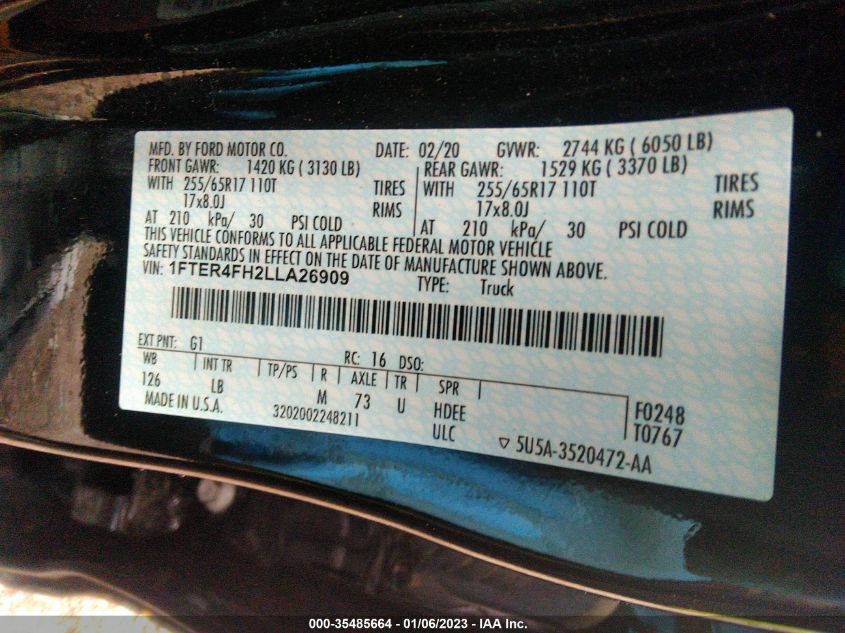 MFD. BY FORD MOTOR CO. DATE: 02/20 GVWR: 2744 KG ( 6050 LB)
FRONT GAWR: 1420 KG ( 3130 LB) REAR GAWR: 1529 KG ( 3370 LB)
WITH 255/65R17 110T TIRES WITH 255/65R17 110T TIRES
17x8.0J RIMS 17x8.0J RIMS
AT 210 kPa/ 30 PSI COLD AT 210 kPa/ 30 PSI COLD
THIS VEHICLE CONFORMS TO ALL APPLICABLE FEDERAL MOTOR VEHICLE
SAFETY STANDARDS IN EFFECT ON THE DATE OF MANUFACTURE SHOWN ABOVE.
VIN: 1FTER4FH2LLA26909 TYPE: Truck
EXT PNT: G1 RC: 16 DSO:
WB INT TR TP/PS R AXLE TR SPR
126 LB M 73 U HDEE F0248
ULC T0767
MADE IN U.S.A. 3202002248211 5U5A-3520472-AA
000-35485664 - 01/06/2023 - IAA Inc.